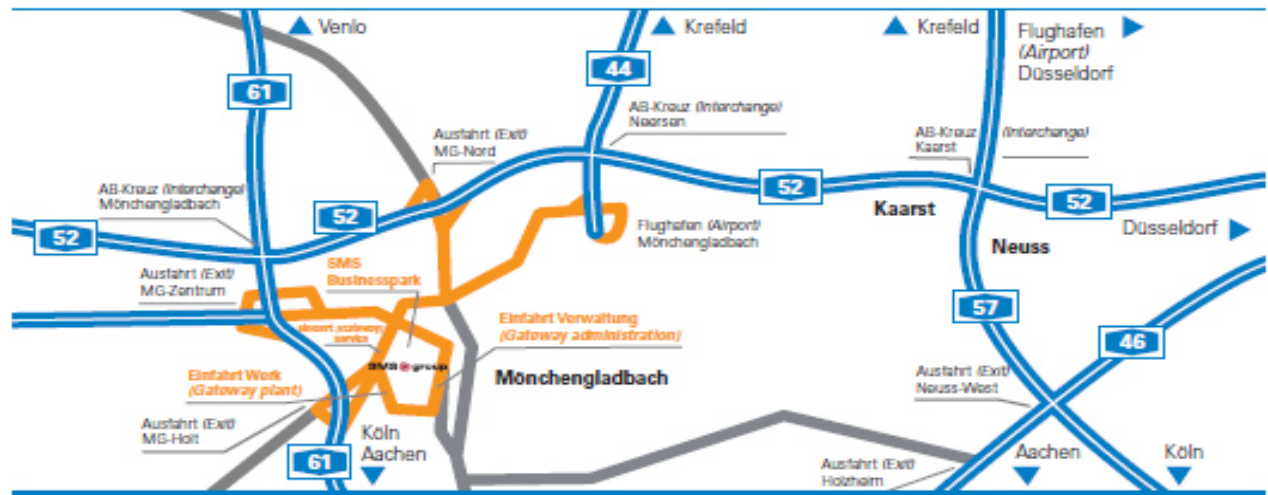 Venlo
Krefeld
Krefeld
Flughafen
(Airport)
Düsseldorf
61
44
AB-Kreuz (Interchange)
Neersen
Ausfahrt (Exit)
MG-Nord
AB-Kreuz (Interchange)
Kaarst
AB-Kreuz (Interchange)
Mönchengladbach
52
52
52
52
Kaarst
Flughafen (Airport)
Mönchengladbach
Düsseldorf
Neuss
SMS
Businesspark
Ausfahrt (Exit)
MG-Zentrum
57
46
Einfahrt Verwaltung
(Gateway administration)
service
SMS group
Einfahrt Werk
(Gateway plant)
Mönchengladbach
Ausfahrt (Exit)
Neuss-West
Ausfahrt (Exit)
MG-Holt
Köln
Aachen
61
Ausfahrt (Exit)
Holzheim
Aachen
Köln